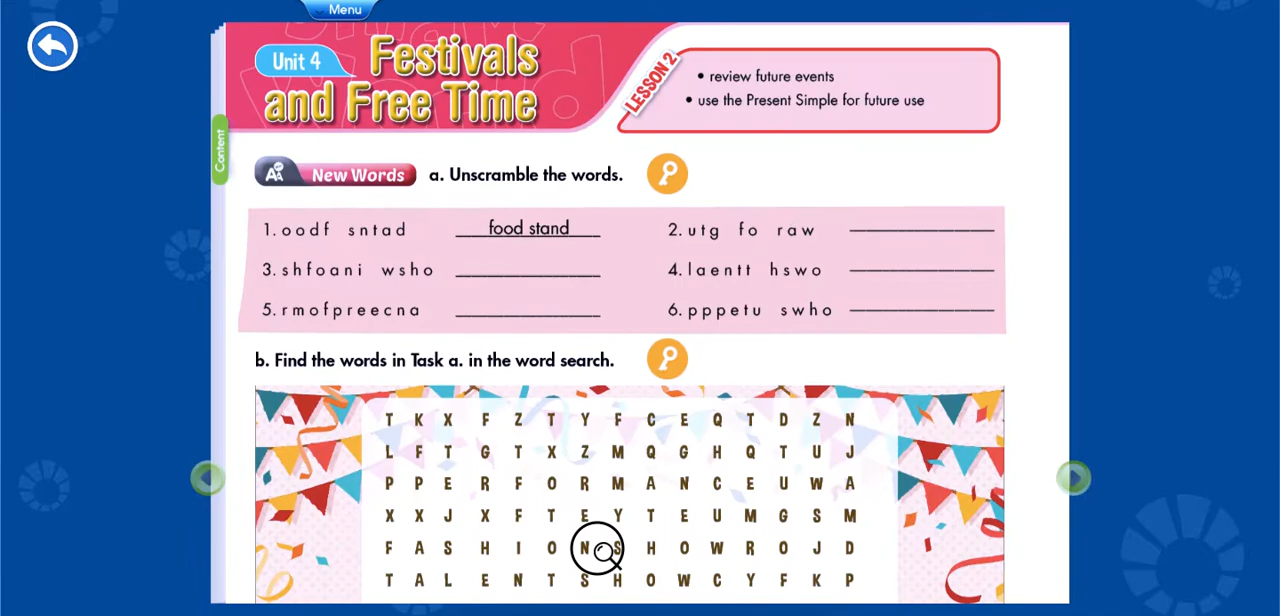 Menu
Unit 4
Festivals
and Free Time
LESSON 2
• review future events
• use the Present Simple for future use
Content
New Words
a. Unscramble the words.
1. oodf sntad food stand
2. utg fo raw
3. shfoani wsho
4. laentt hswo
5. rmofpreecna
6. pppetu swho
b. Find the words in Task a. in the word search.
T K X F Z T Y F C E Q T D Z N
L F T G T X Z M Q G H Q T U J
P P E R F O R M A N C E U W A
X X J X F T E Y T E U M G S M
F A S H I O N S H O W R O J D
T A L E N T S H O W C Y F K P